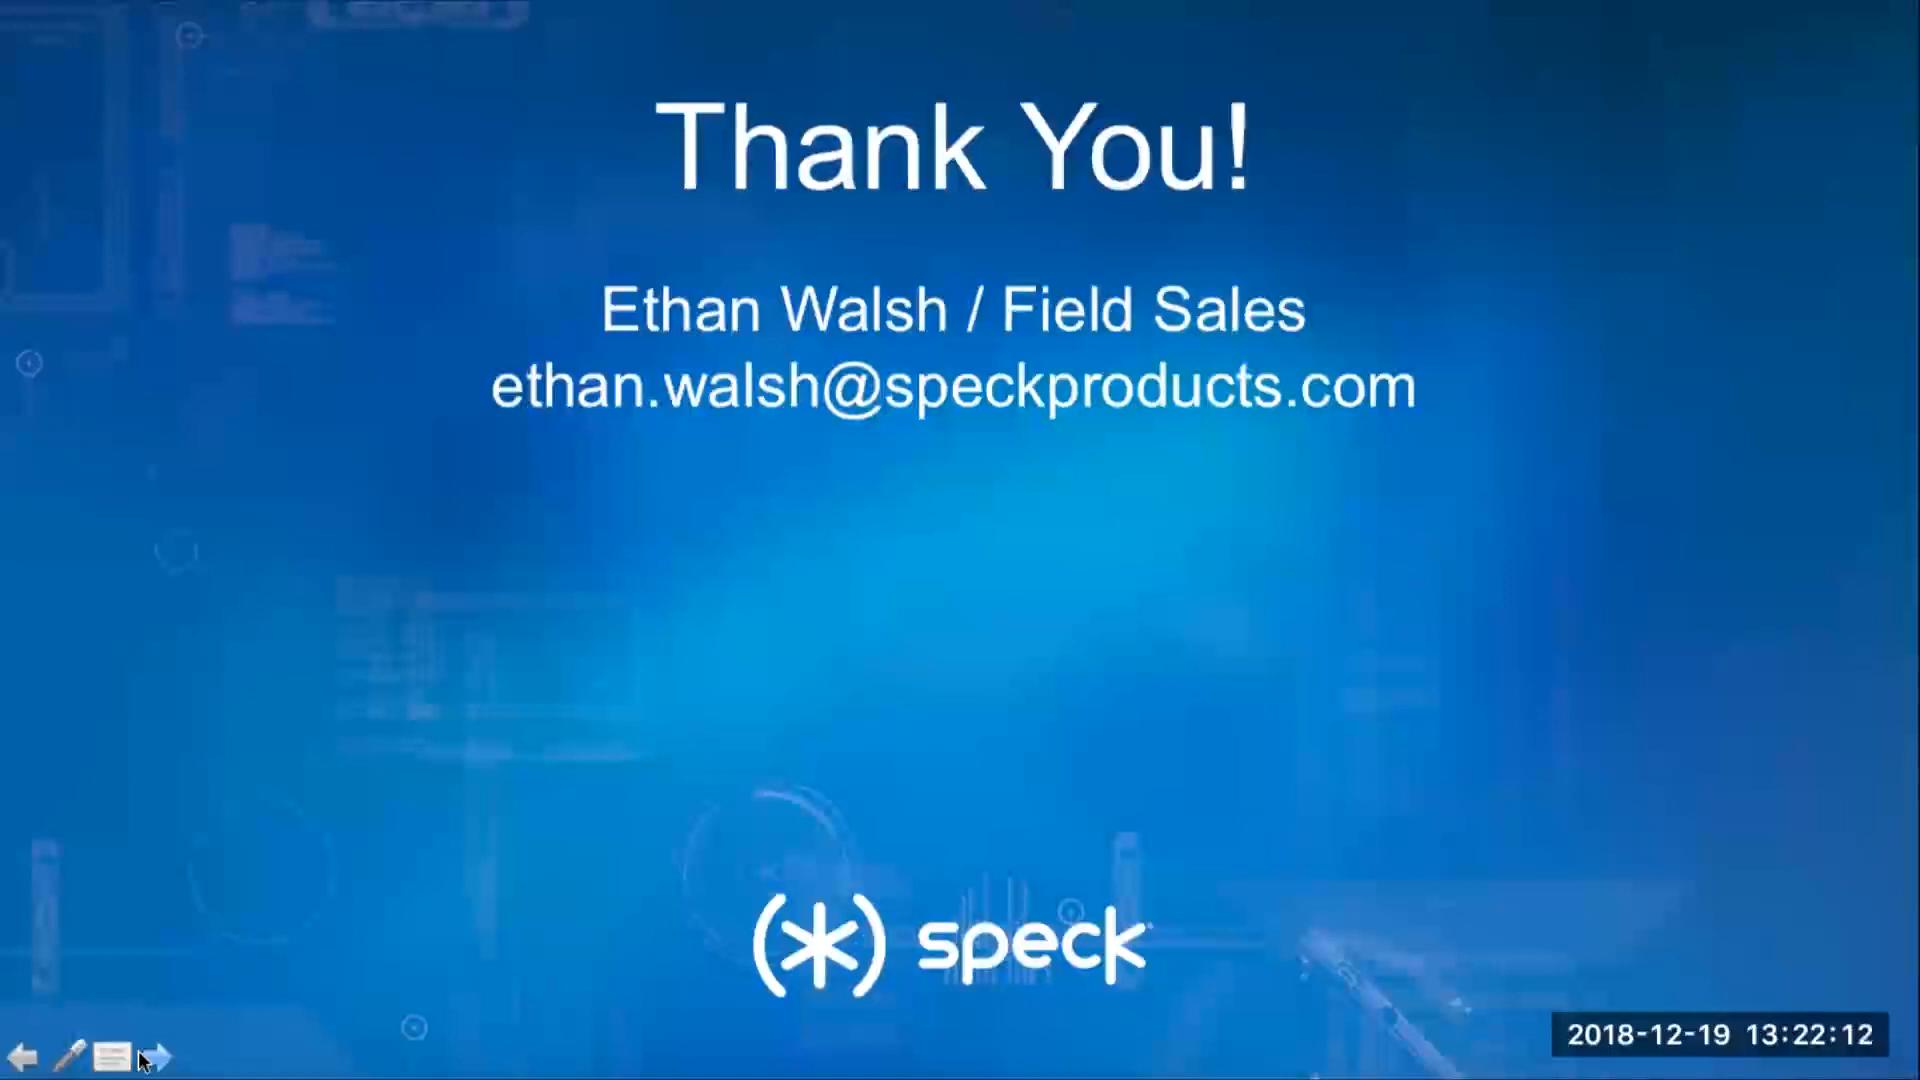 Thank You!
Ethan Walsh / Field Sales
ethan.walsh@speckproducts.com
(*) speck
2018-12-19 13:22:12